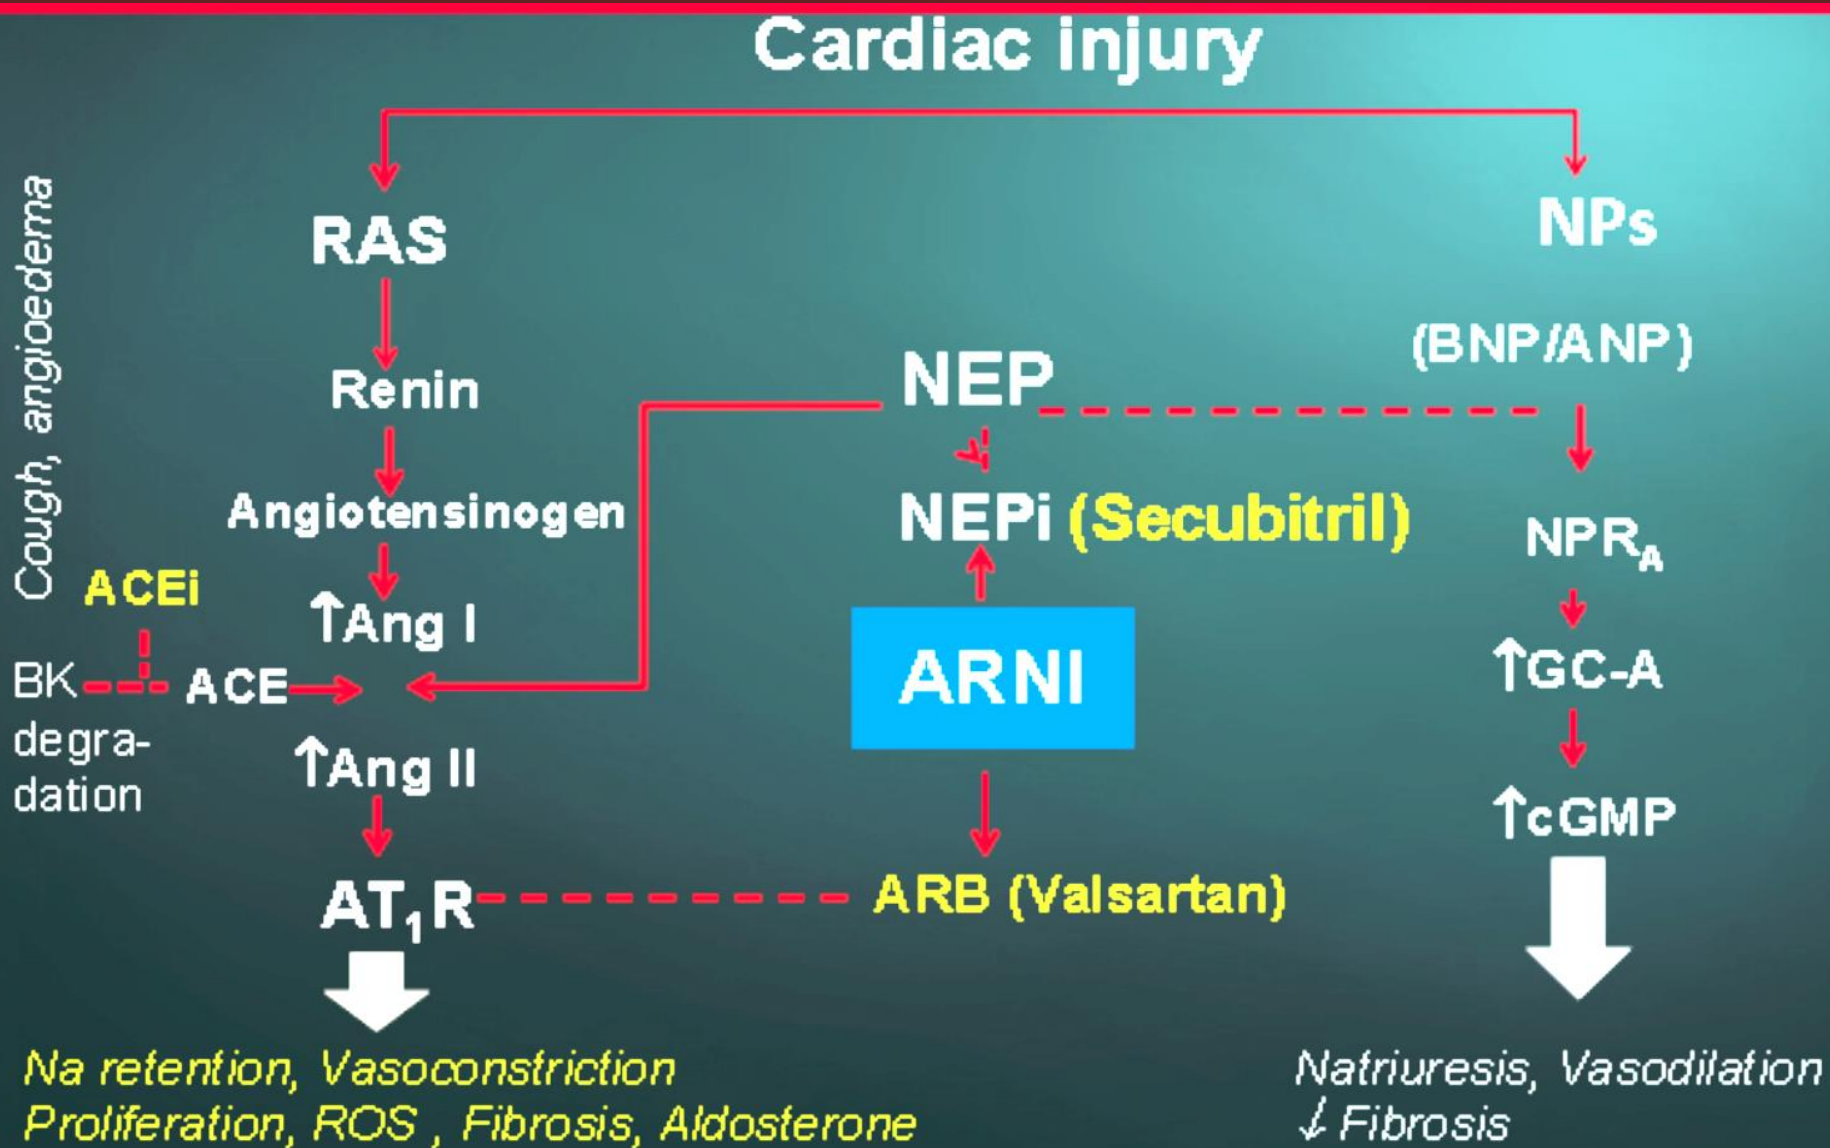 Cardiac injury
RAS
NPs
(BNP/ANP)
Cough, angioedema
Renin
NEP
Angiotensinogen
NEPi (Secubitril)
NPRA
ACEi
↑Ang I
BK
degra-
dation
ACE
ARNI
↑GC-A
↑Ang II
↑cGMP
AT1R
ARB (Valsartan)
Na retention, Vasoconstriction
Proliferation, ROS , Fibrosis, Aldosterone
Natriuresis, Vasodilation
↓ Fibrosis